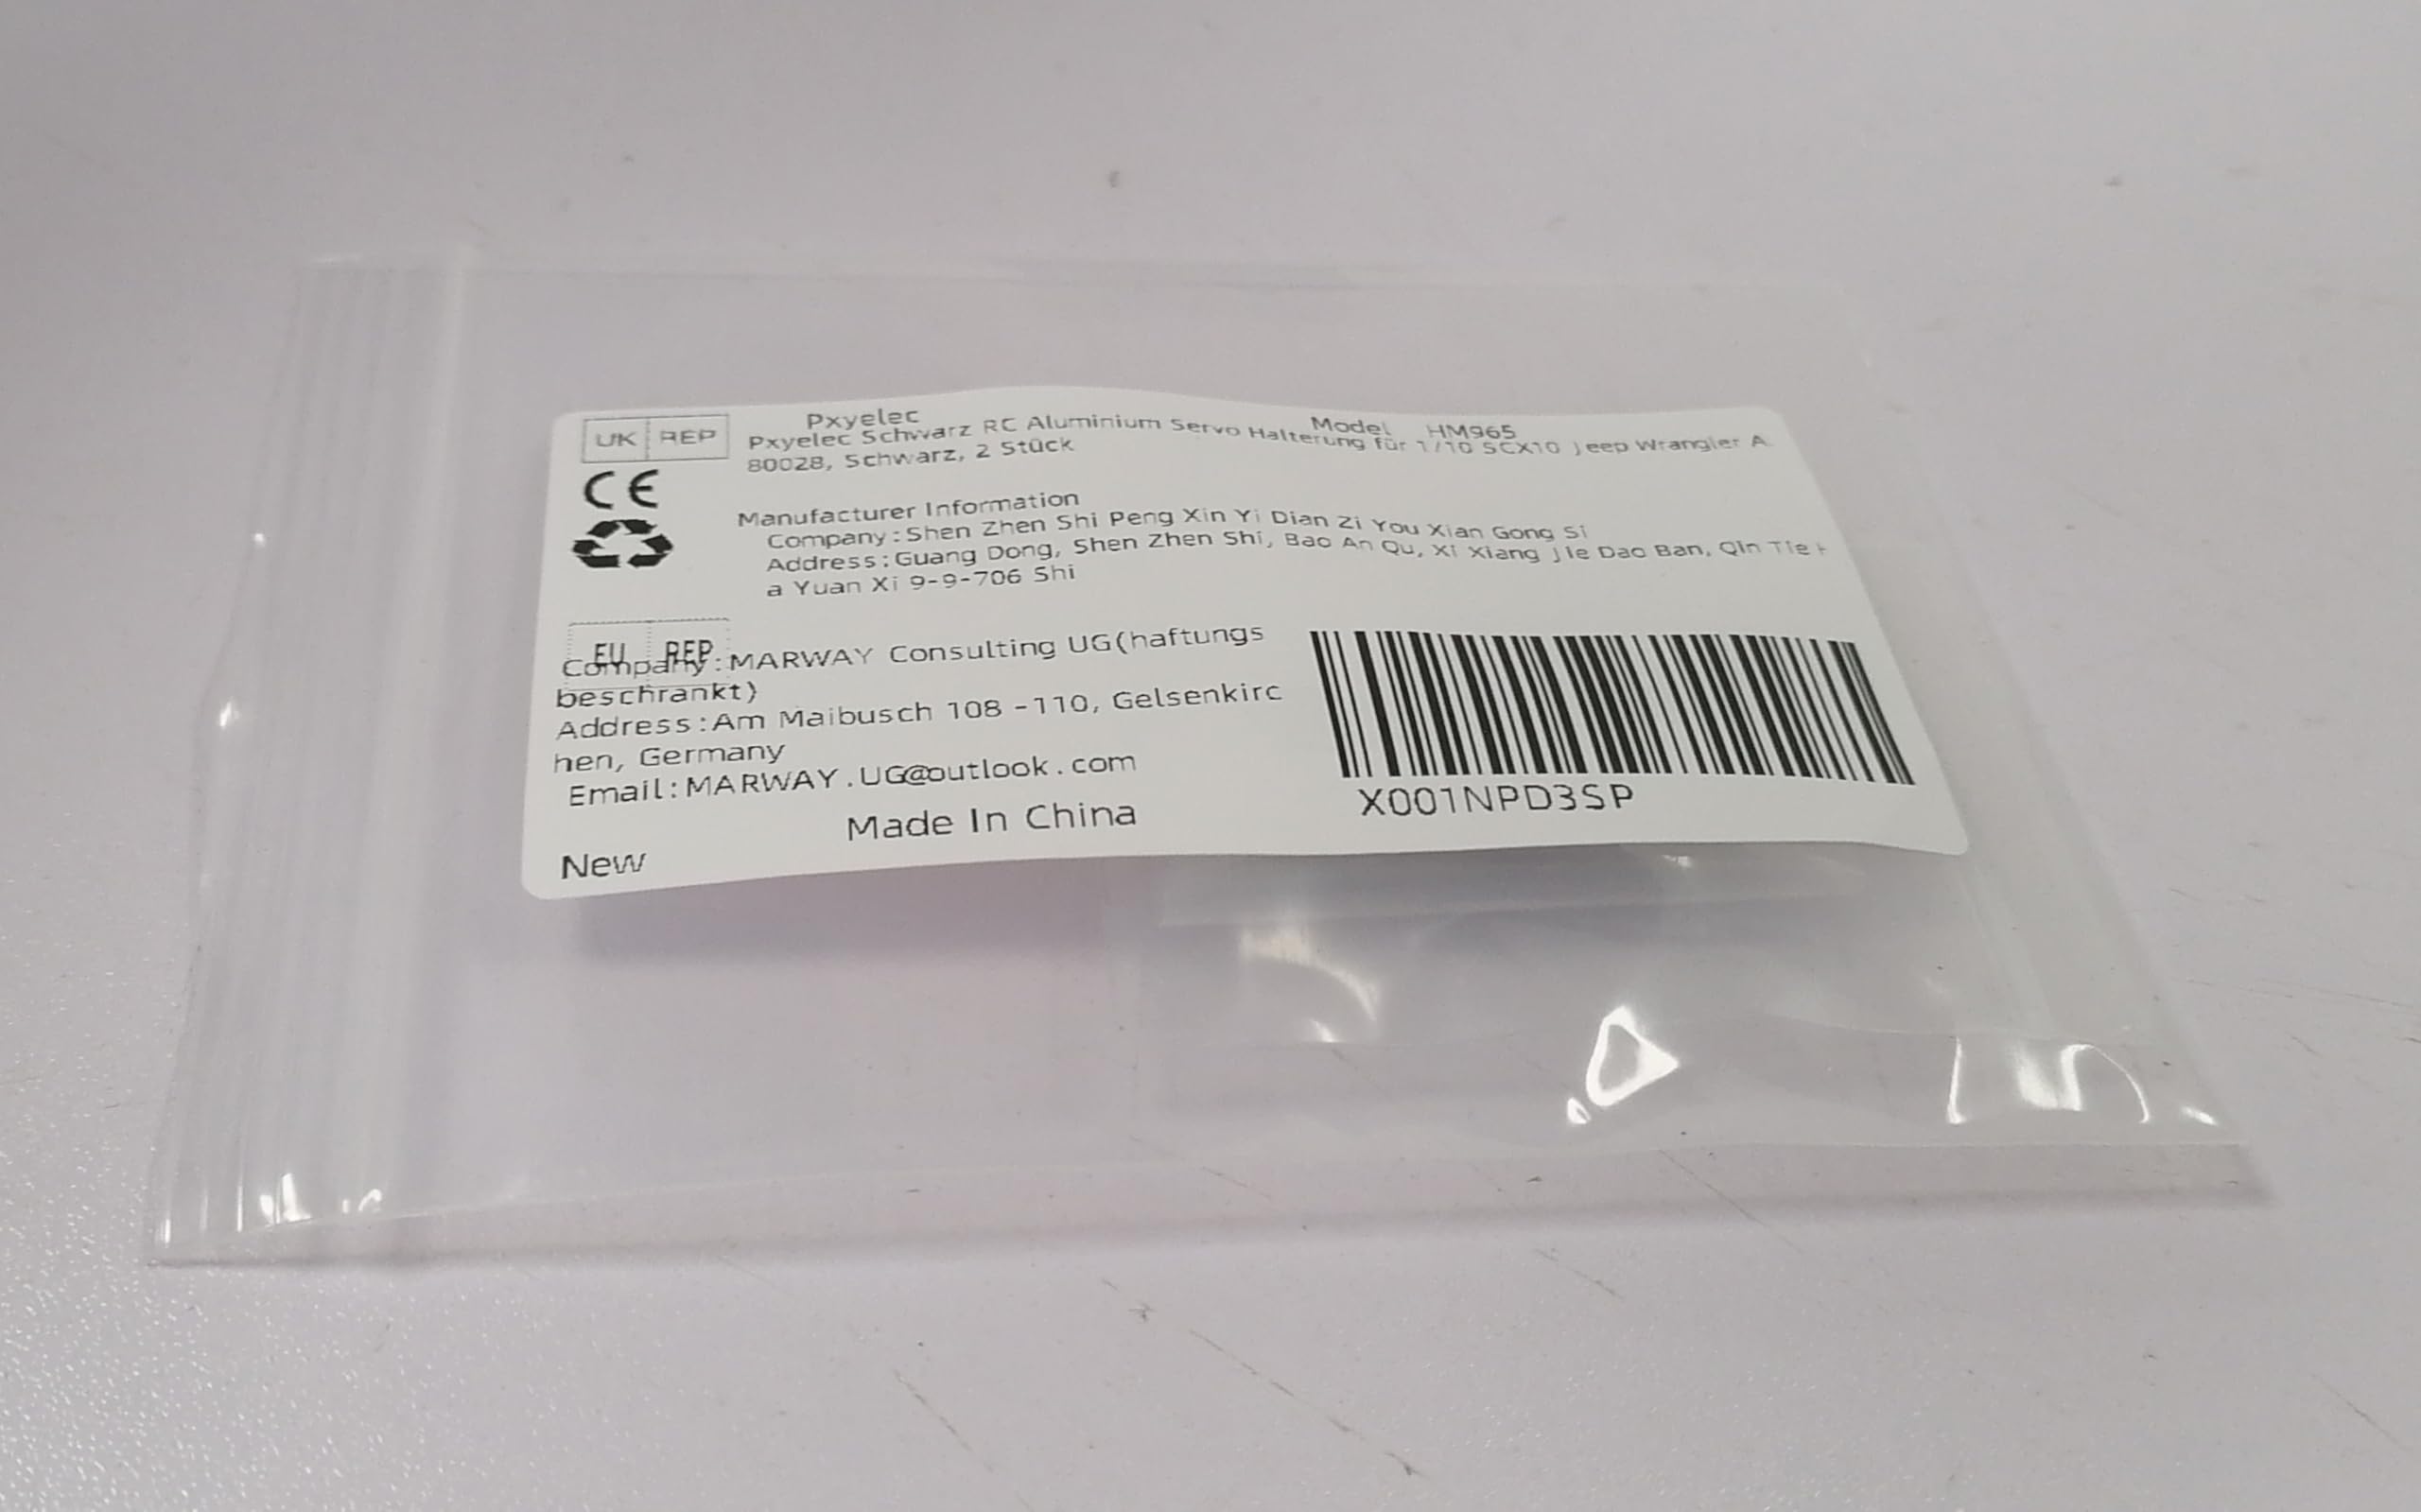 UK REP
Pxyelec Model HM965
Pxyelec Schwarz RC Aluminium Servo Halterung für 1/10 SCX10 Jeep Wrangler A
80028, Schwarz, 2 Stück
CE
Manufacturer Information
Company:Shen Zhen Shi Peng Xin Yi Dian Zi You Xian Gong Si
Address:Guang Dong, Shen Zhen Shi, Bao An Qu, Xi Xiang Jie Dao Ban, Qin Tie
a Yuan Xi 9-9-706 Shi
EU REP
Company:MARWAY Consulting UG(haftungs
beschrankt)
Address:Am Maibusch 108 -110, Gelsenkirc
hen, Germany
Email:MARWAY.UG@outlook.com
Made In China
New
X001NPD3SP